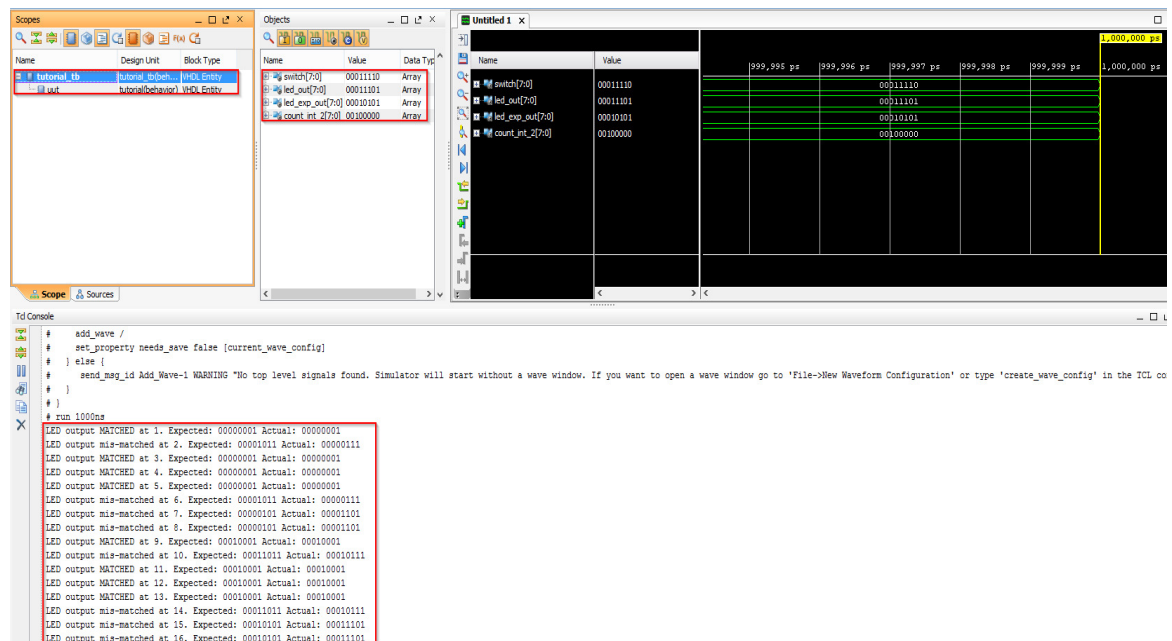 Scopes
F(x)
Name Design Unit Block Type
tutorial_tb tutorial_tb(beh... VHDL Entity
uut tutorial(behavior) VHDL Entity
Scope Sources
Objects
Name Value Data Typ
switch[7:0] 00011110 Array
led_out[7:0] 00011101 Array
led_exp_out[7:0] 00010101 Array
count_int_2[7:0] 00100000 Array
Untitled 1
1,000,000 ps
Name Value
999,995 ps 999,996 ps 999,997 ps 999,998 ps 999,999 ps 1,000,000 ps
switch[7:0] 00011110 00011110
led_out[7:0] 00011101 00011101
led_exp_out[7:0] 00010101 00010101
count_int_2[7:0] 00100000 00100000
Tcl Console
# add_wave /
# set_property needs_save false [current_wave_config]
# } else {
# send_msg_id Add_Wave-1 WARNING "No top level signals found. Simulator will start without a wave window. If you want to open a wave window go to 'File->New Waveform Configuration' or type 'create_wave_config' in the TCL co
# }
# }
# run 1000ns
LED output MATCHED at 1. Expected: 00000001 Actual: 00000001
LED output mis-matched at 2. Expected: 00001011 Actual: 00000111
LED output MATCHED at 3. Expected: 00000001 Actual: 00000001
LED output MATCHED at 4. Expected: 00000001 Actual: 00000001
LED output MATCHED at 5. Expected: 00000001 Actual: 00000001
LED output mis-matched at 6. Expected: 00001011 Actual: 00000111
LED output mis-matched at 7. Expected: 00000101 Actual: 00001101
LED output mis-matched at 8. Expected: 00000101 Actual: 00001101
LED output MATCHED at 9. Expected: 00010001 Actual: 00010001
LED output mis-matched at 10. Expected: 00011011 Actual: 00010111
LED output MATCHED at 11. Expected: 00010001 Actual: 00010001
LED output MATCHED at 12. Expected: 00010001 Actual: 00010001
LED output MATCHED at 13. Expected: 00010001 Actual: 00010001
LED output mis-matched at 14. Expected: 00011011 Actual: 00010111
LED output mis-matched at 15. Expected: 00010101 Actual: 00011101
LED output mis-matched at 16. Expected: 00010101 Actual: 00011101